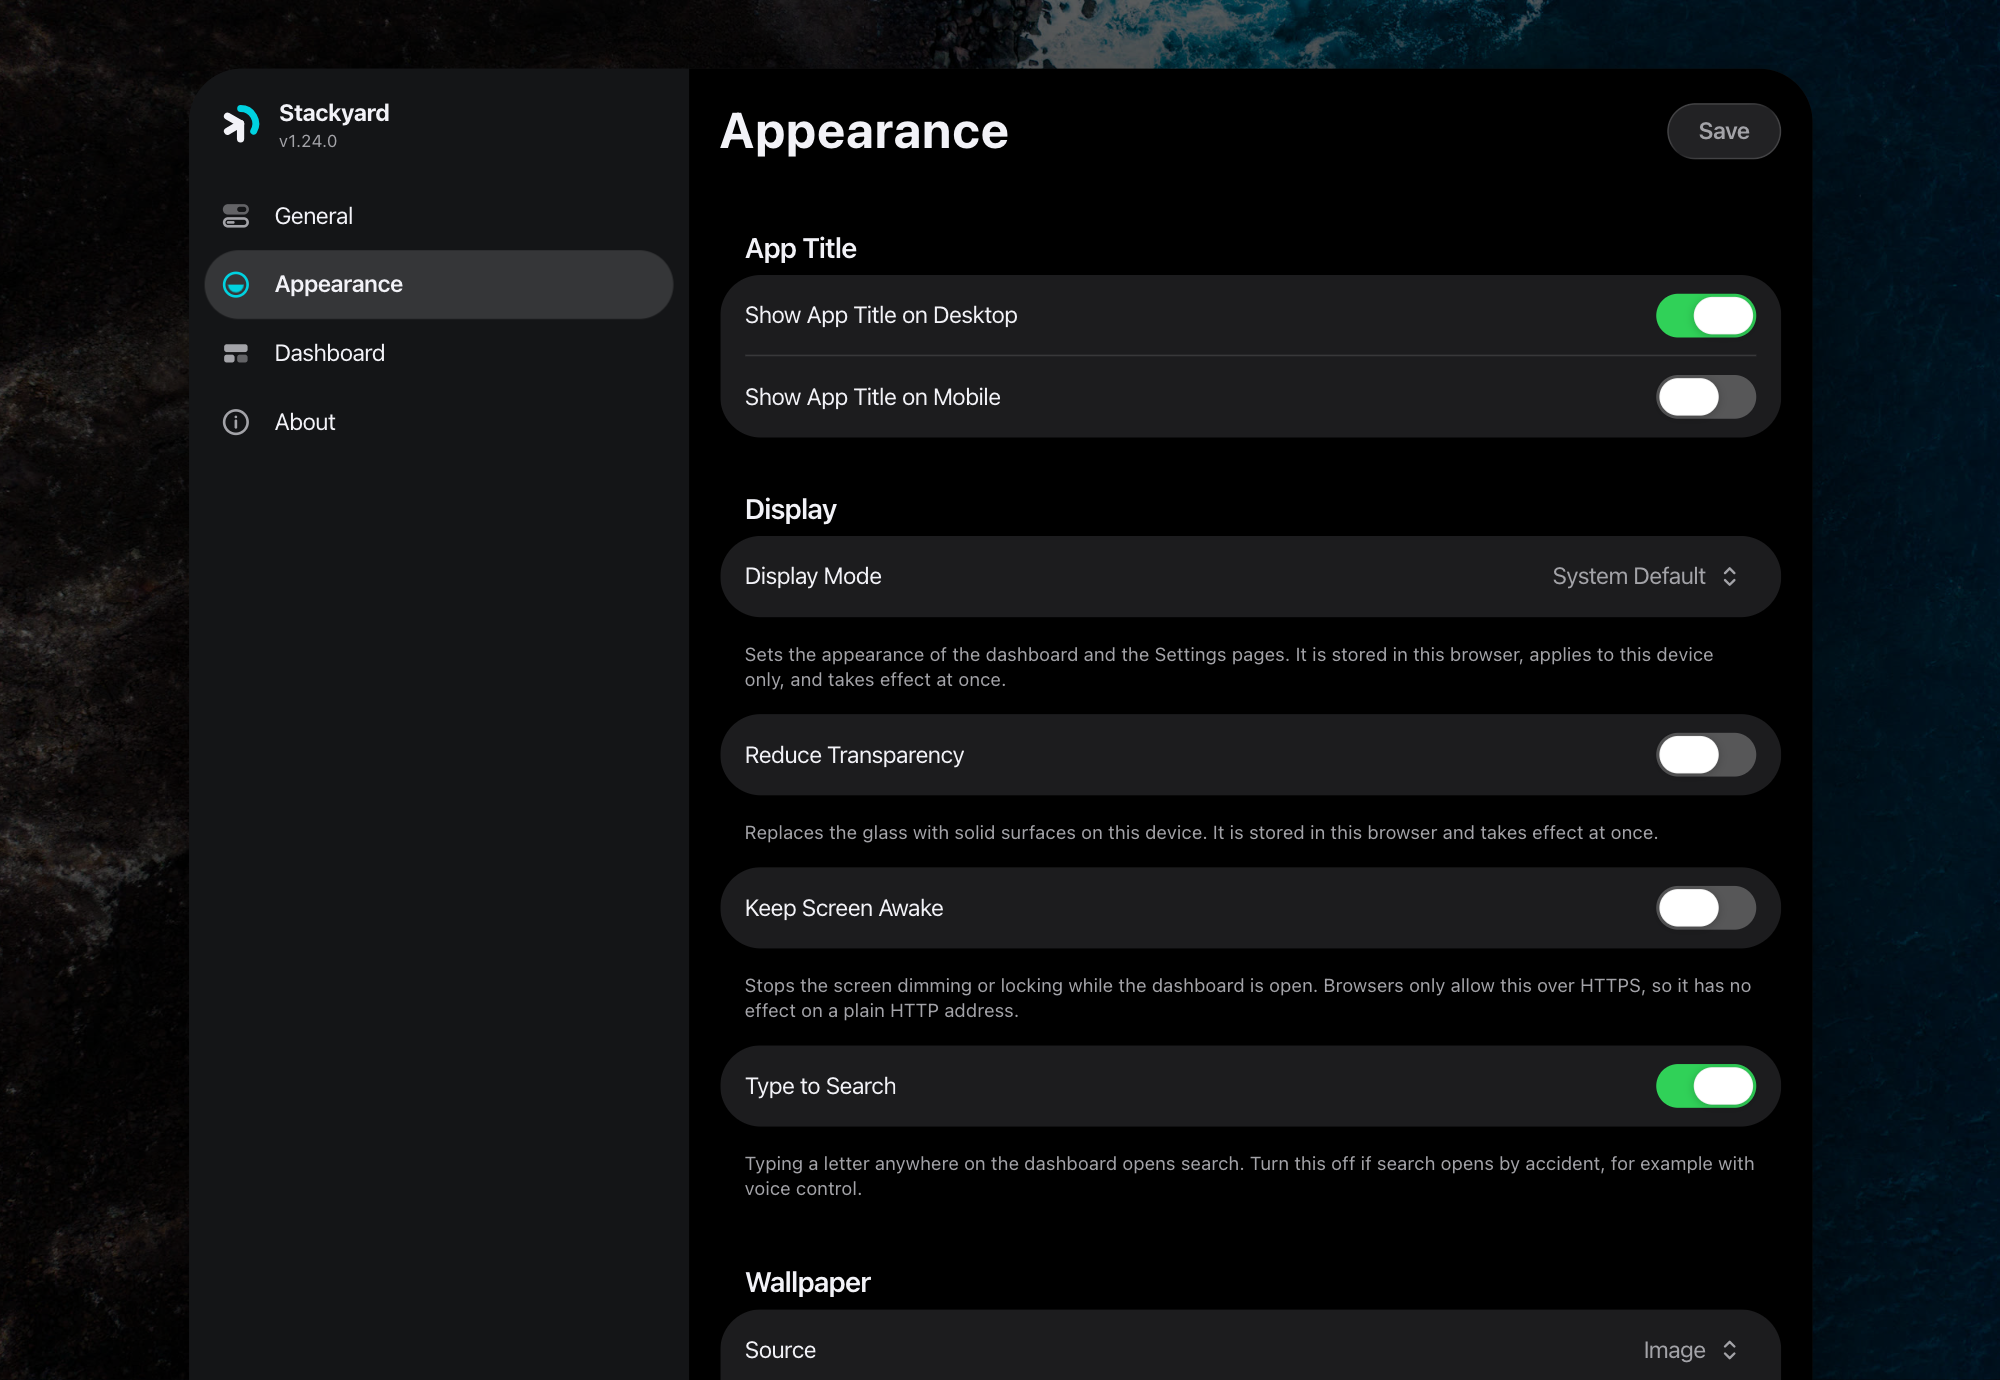 Stackyard
v1.24.0
General
Appearance
Dashboard
About
Appearance
Save
App Title
Show App Title on Desktop
Show App Title on Mobile
Display
Display Mode
System Default
Sets the appearance of the dashboard and the Settings pages. It is stored in this browser, applies to this device
only, and takes effect at once.
Reduce Transparency
Replaces the glass with solid surfaces on this device. It is stored in this browser and takes effect at once.
Keep Screen Awake
Stops the screen dimming or locking while the dashboard is open. Browsers only allow this over HTTPS, so it has no
effect on a plain HTTP address.
Type to Search
Typing a letter anywhere on the dashboard opens search. Turn this off if search opens by accident, for example with
voice control.
Wallpaper
Source
Image